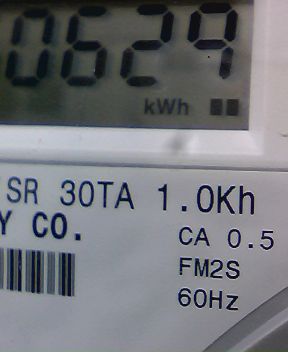 0629
kWh
SR 30TA 1.0Kh
Y CO.
CA 0.5
FM2S
60Hz